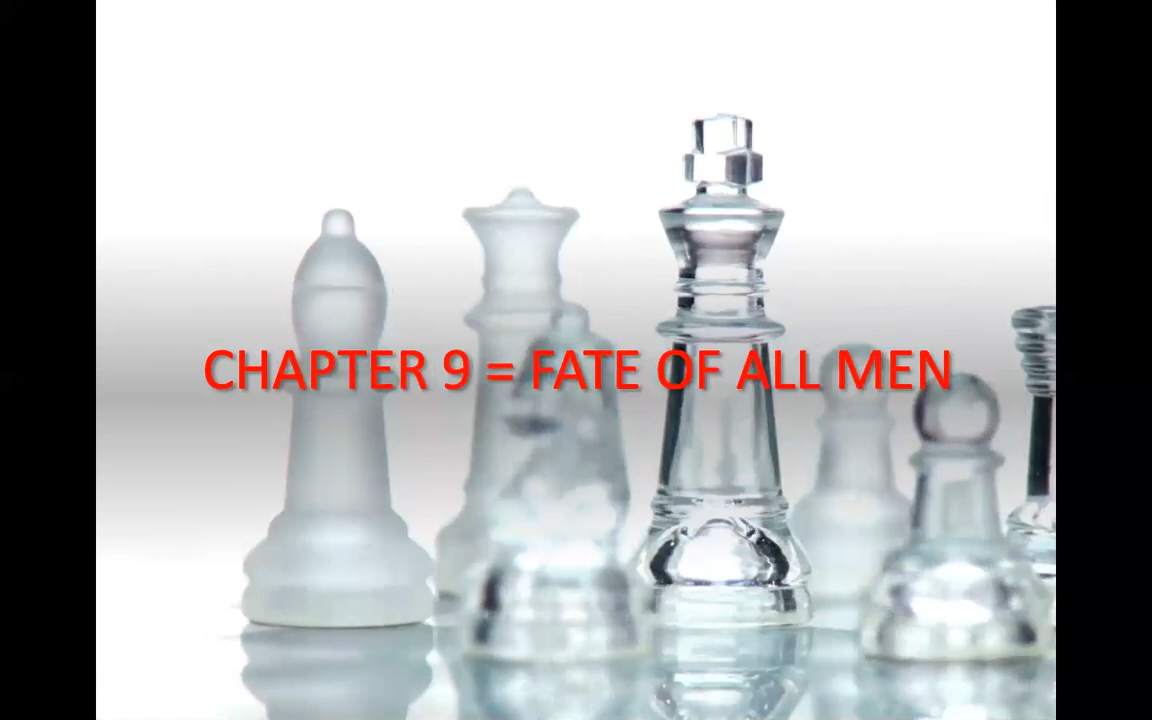 CHAPTER 9 = FATE OF ALL MEN